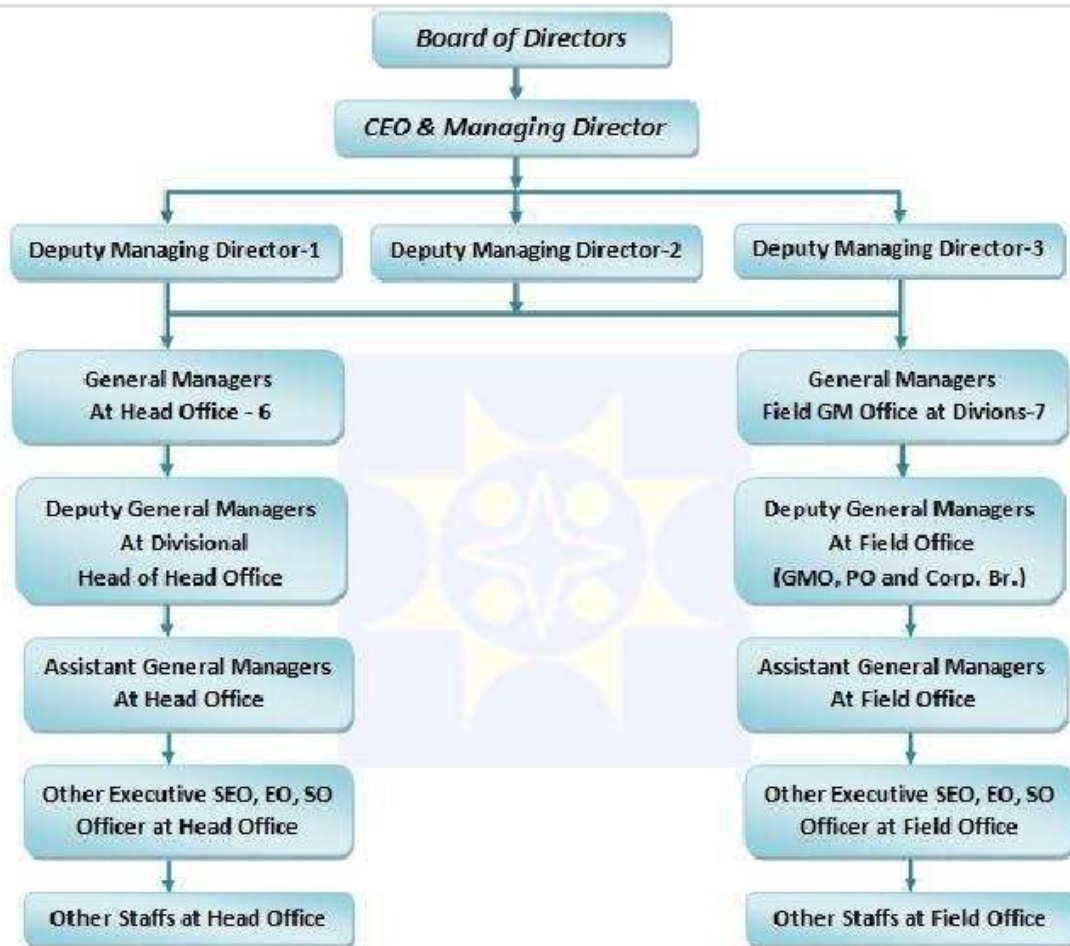 Board of Directors
CEO & Managing Director
Deputy Managing Director-1
Deputy Managing Director-2
Deputy Managing Director-3
General Managers
At Head Office - 6
General Managers
Field GM Office at Divions-7
Deputy General Managers
At Divisional
Head of Head Office
Deputy General Managers
At Field Office
(GMO, PO and Corp. Br.)
Assistant General Managers
At Head Office
Assistant General Managers
At Field Office
Other Executive SEO, EO, SO
Officer at Head Office
Other Executive SEO, EO, SO
Officer at Field Office
Other Staffs at Head Office
Other Staffs at Field Office